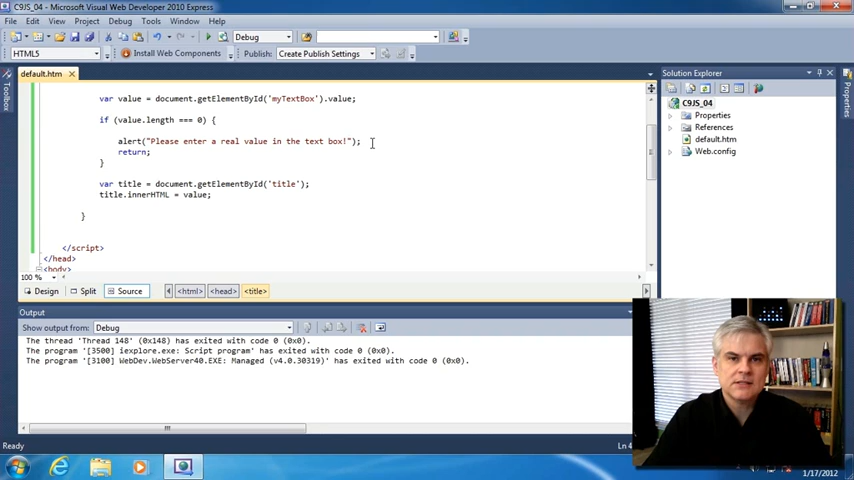 C9JS_04 - Microsoft Visual Web Developer 2010 Express
File Edit View Project Debug Tools Window Help
Debug
HTML5 Install Web Components Publish: Create Publish Settings
default.htm
Toolbox
var value = document.getElementById('myTextBox').value;
if (value.length === 0) {
alert("Please enter a real value in the text box!");
return;
}
var title = document.getElementById('title');
title.innerHTML = value;
}
</script>
</head>
<body>
100 %
Design Split Source <html> <head> <title>
Solution Explorer
C9JS_04
Properties
References
default.htm
Web.config
Properties
Output
Show output from: Debug
The thread 'Thread 148' (0x148) has exited with code 0 (0x0).
The program '[3500] iexplore.exe: Script program' has exited with code 0 (0x0).
The program '[3100] WebDev.WebServer40.EXE: Managed (v4.0.30319)' has exited with code 0 (0x0).
Ready
1/17/2012